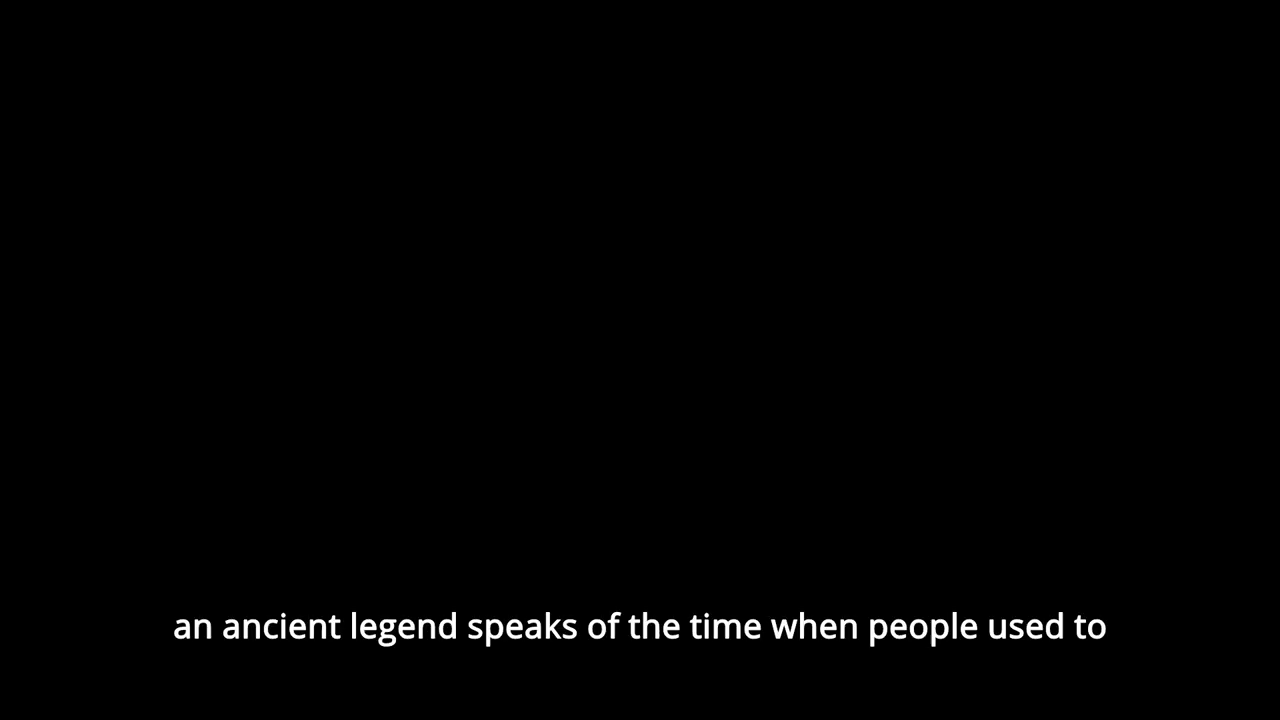 an ancient legend speaks of the time when people used to